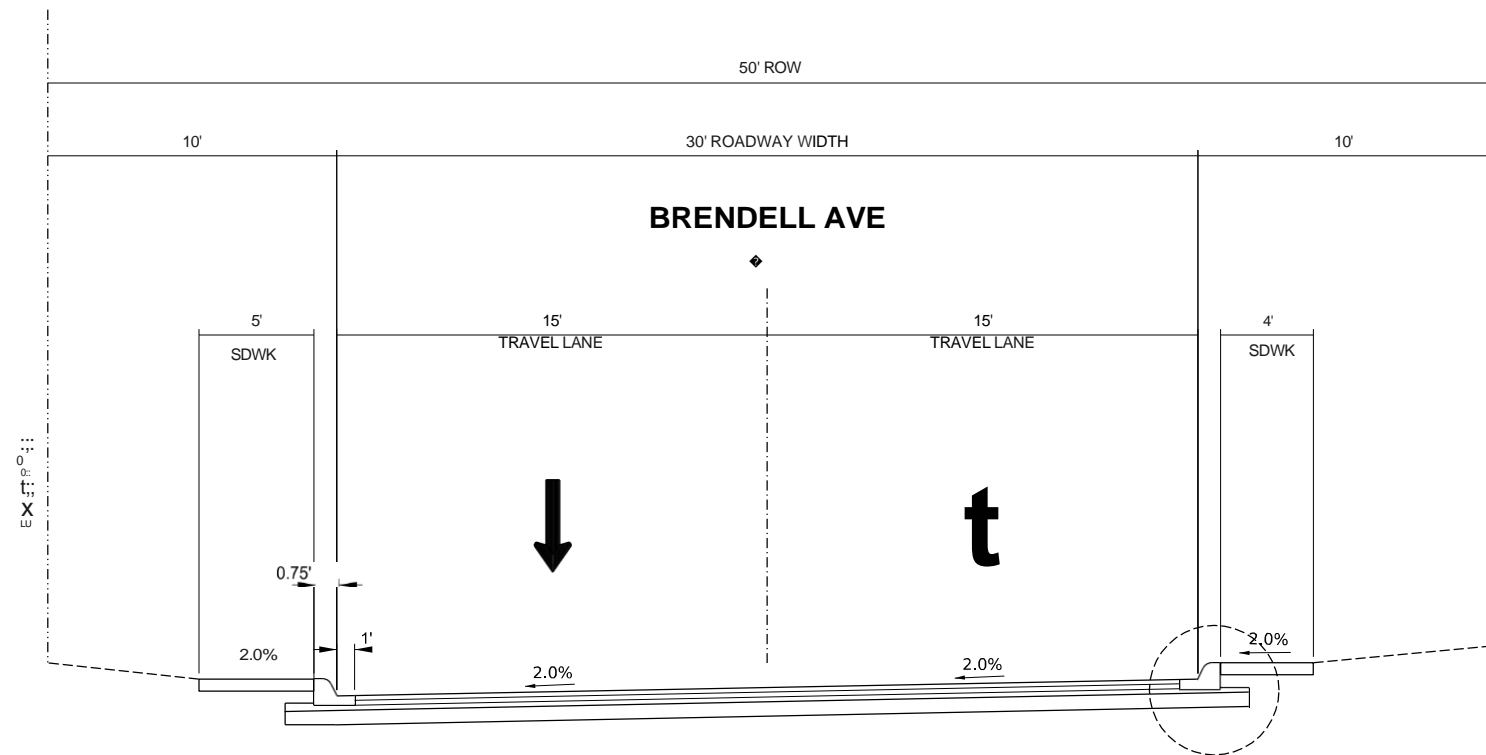 50' ROW
10' 30' ROADWAY WIDTH 10'
BRENDELL AVE
5' 15' 15' 4'
SDWK TRAVEL LANE TRAVEL LANE SDWK
t
0.75'
1'
2.0% 2.0% 2.0% 2.0%